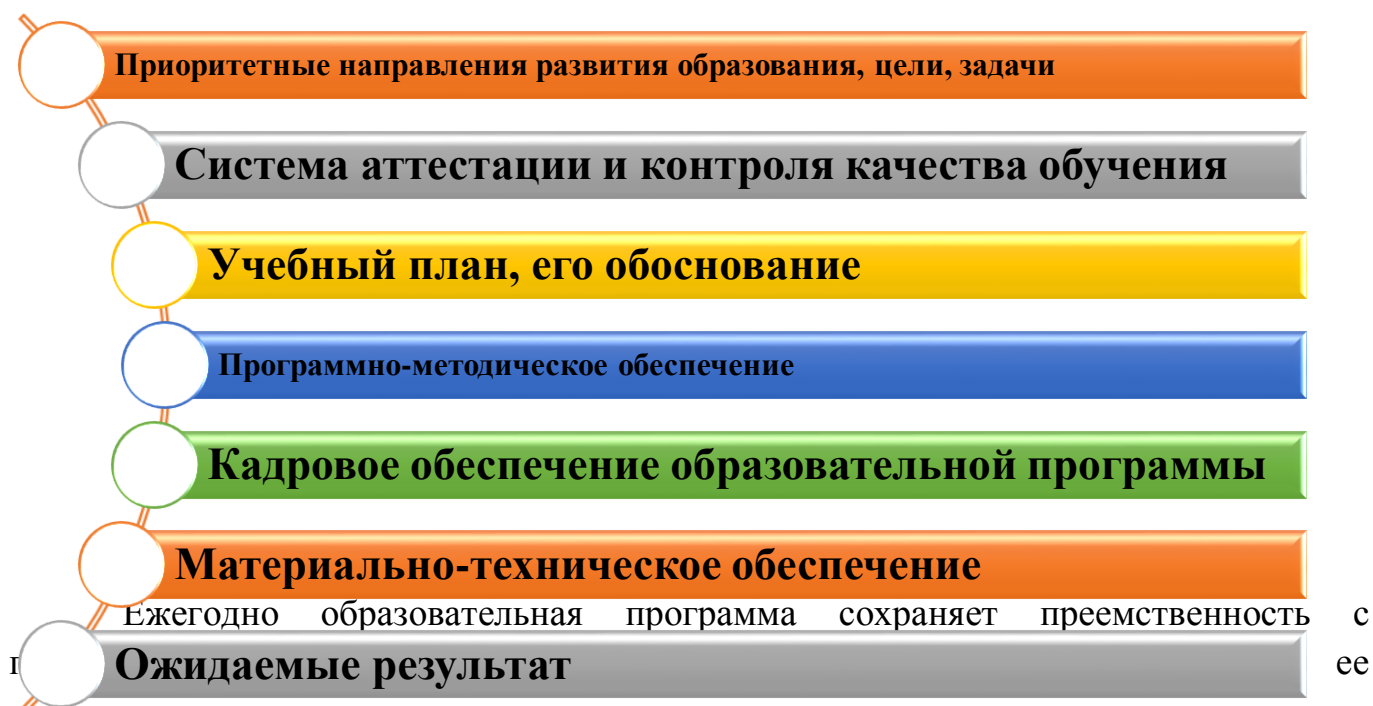 Приоритетные направления развития образования, цели, задачи
Система аттестации и контроля качества обучения
Учебный план, его обоснование
Программно-методическое обеспечение
Кадровое обеспечение образовательной программы
Материально-техническое обеспечение
Ежегодно образовательная программа сохраняет преемственность с
Ожидаемые результат
ее